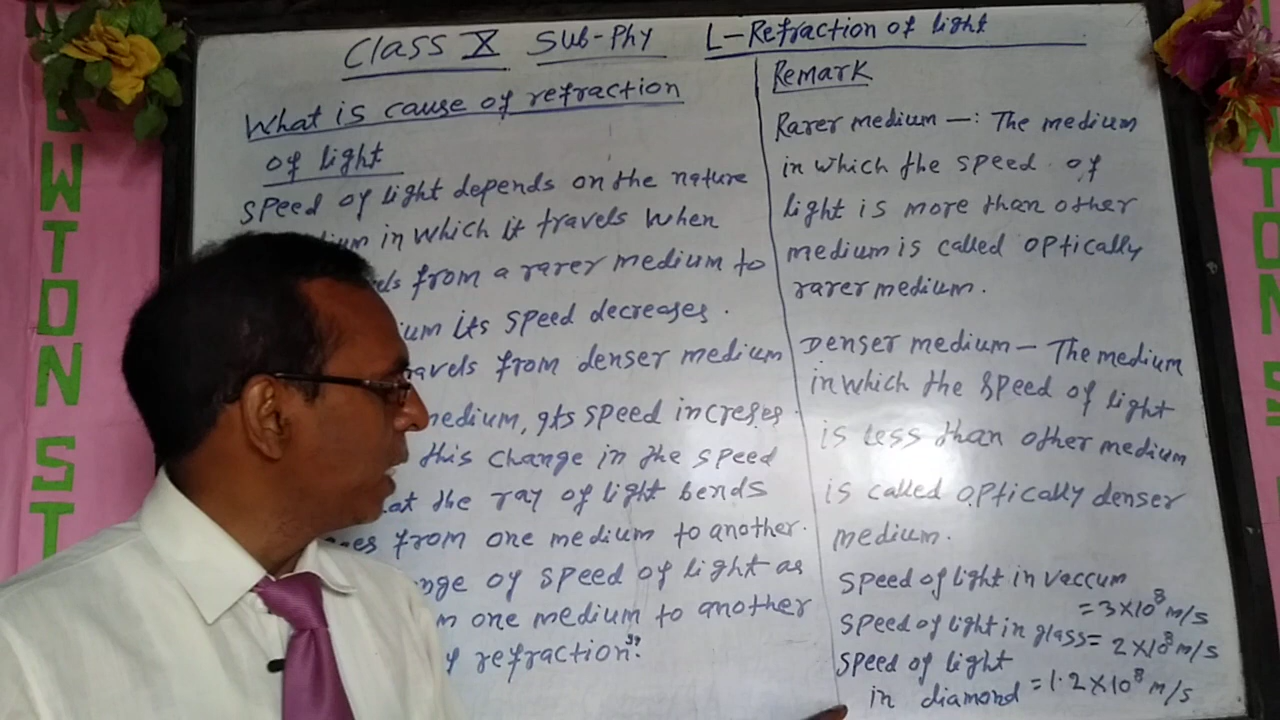 Class X Sub-Phy L-Refraction of light
What is cause of refraction
of light
Speed of light depends on the nature
in which it travels when
from a rarer medium to
its speed decreases.
from denser medium
medium, its speed increses.
this change in the speed
the ray of light bends
from one medium to another.
of speed of light as
one medium to another
refraction."
Remark
Rarer medium —: The medium
in which the speed of
light is more than other
medium is called optically
rarer medium.
Denser medium — The medium
in which the speed of light
is less than other medium
is called optically denser
medium.
Speed of light in vaccum
= 3×10⁸ m/s
Speed of light in glass = 2×10⁸ m/s
Speed of light
in diamond = 1.2×10⁸ m/s
WTON
ST